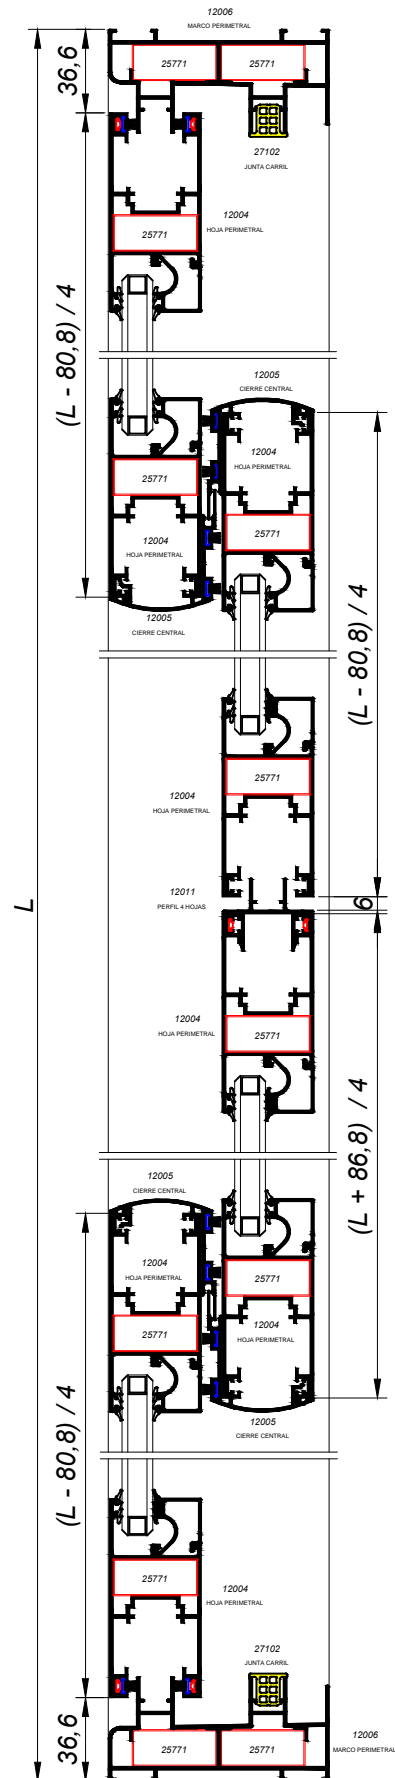 12006
MARCO PERIMETRAL
36,6
25771
25771
27102
JUNTA CARRIL
12004
HOJA PERIMETRAL
25771
(L - 80,8) / 4
12005
CIERRE CENTRAL
12004
HOJA PERIMETRAL
25771
25771
12004
HOJA PERIMETRAL
12005
CIERRE CENTRAL
(L - 80,8) / 4
25771
12004
HOJA PERIMETRAL
12011
PERFIL 4 HOJAS
6
L
12004
HOJA PERIMETRAL
25771
(L + 86,8) / 4
12005
CIERRE CENTRAL
12004
HOJA PERIMETRAL
25771
25771
12004
HOJA PERIMETRAL
12005
CIERRE CENTRAL
(L - 80,8) / 4
25771
12004
HOJA PERIMETRAL
27102
JUNTA CARRIL
36,6
25771
25771
12006
MARCO PERIMETRAL